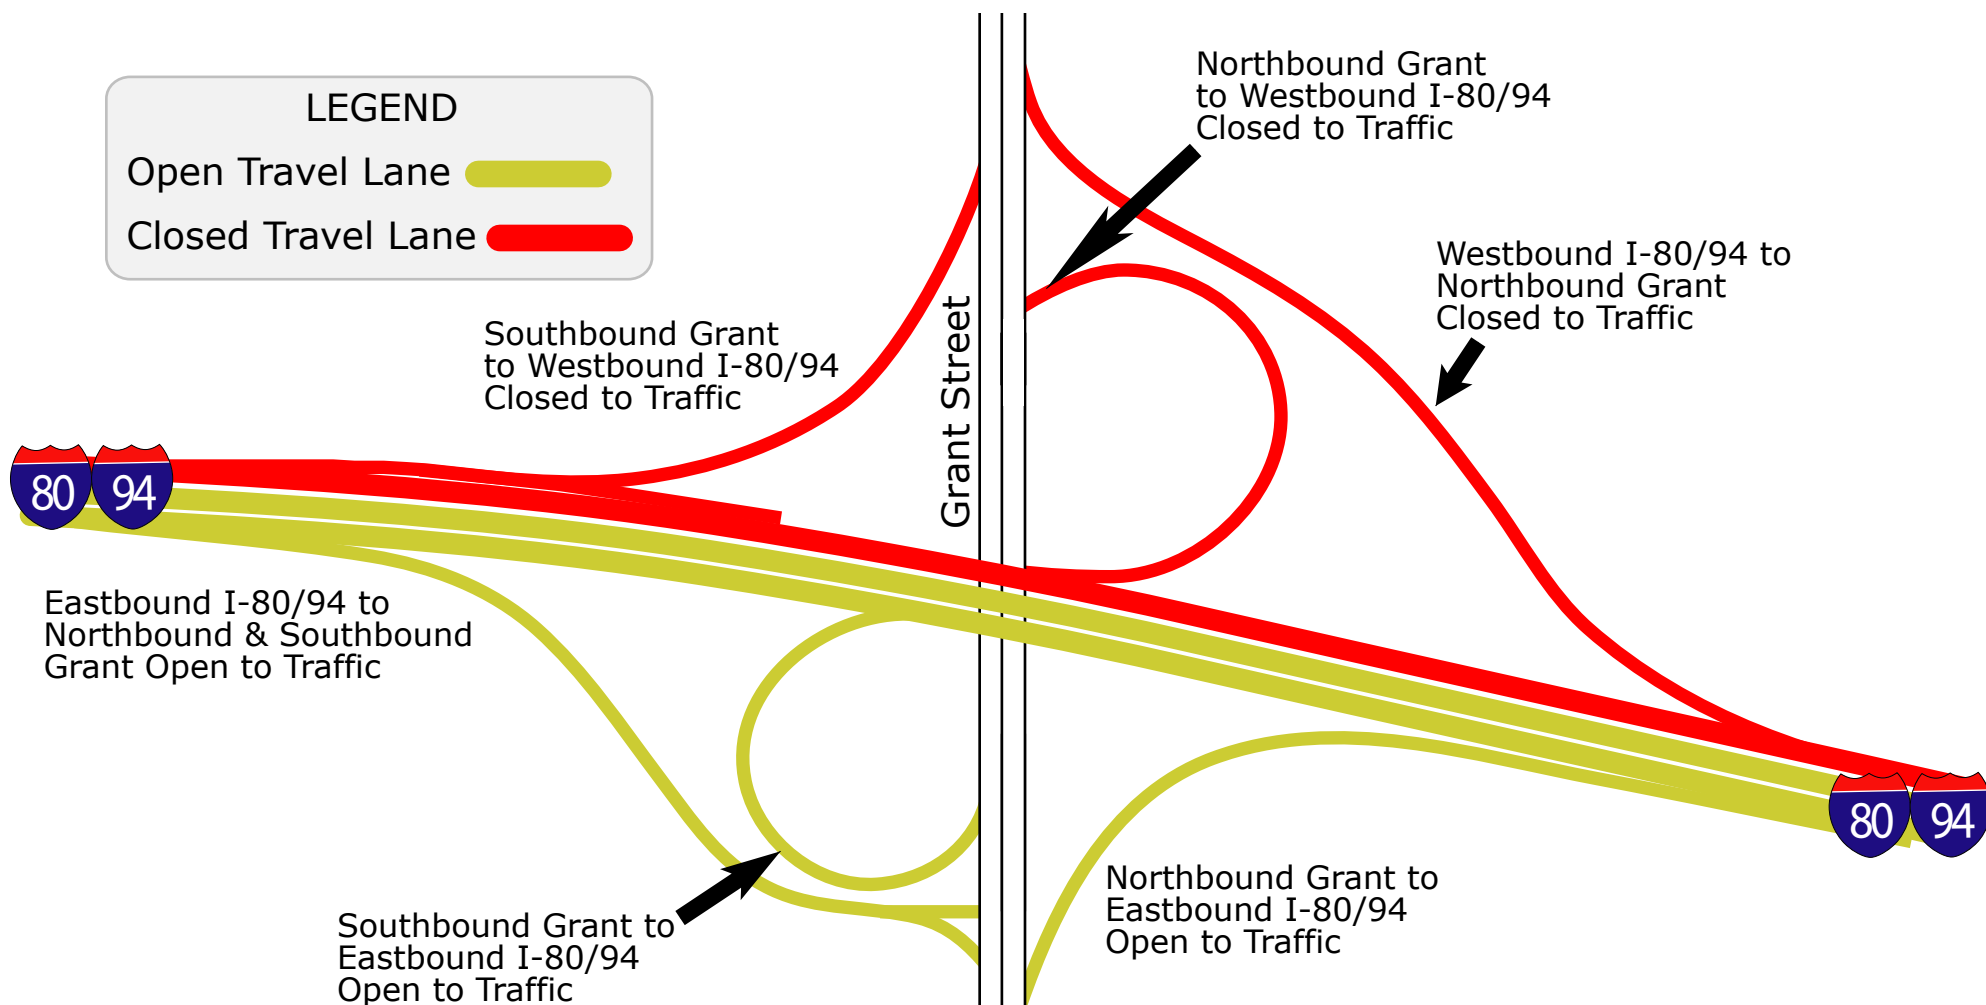 LEGEND
Open Travel Lane
Closed Travel Lane
Northbound Grant
to Westbound I-80/94
Closed to Traffic
Westbound I-80/94 to
Northbound Grant
Closed to Traffic
Southbound Grant
to Westbound I-80/94
Closed to Traffic
Grant Street
80 94
Eastbound I-80/94 to
Northbound & Southbound
Grant Open to Traffic
80 94
Northbound Grant to
Eastbound I-80/94
Open to Traffic
Southbound Grant to
Eastbound I-80/94
Open to Traffic